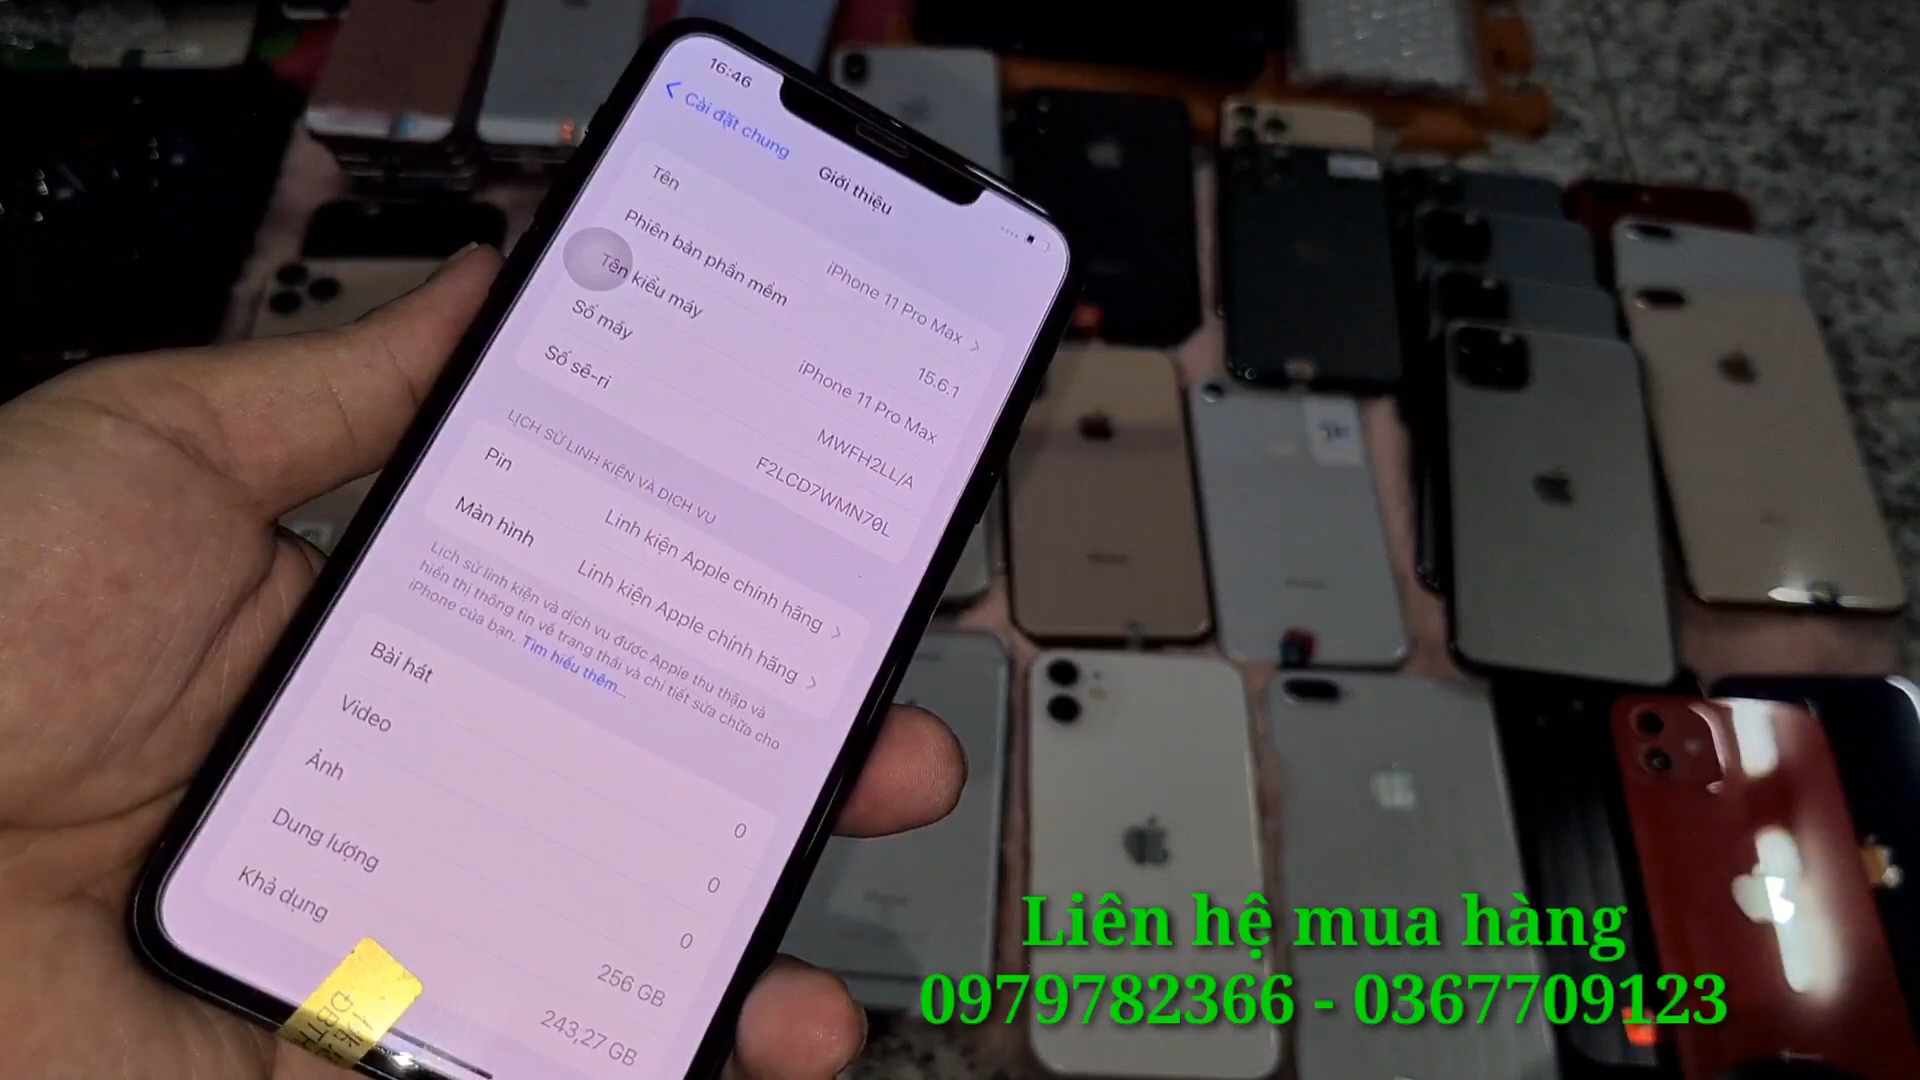 16:46
Cài đặt chung
Giới thiệu
Tên
iPhone 11 Pro Max
Phiên bản phần mềm
15.6.1
Tên kiểu máy
iPhone 11 Pro Max
Số máy
MWFH2LL/A
Số sê-ri
F2LCD7WMN70L
LỊCH SỬ LINH KIỆN VÀ DỊCH VỤ
Pin
Linh kiện Apple chính hãng
Màn hình
Linh kiện Apple chính hãng
Lịch sử linh kiện và dịch vụ được Apple thu thập và
hiển thị thông tin về trạng thái và chi tiết sửa chữa cho
iPhone của bạn. Tìm hiểu thêm...
Bài hát
0
Video
0
Ảnh
0
Dung lượng
256 GB
Khả dụng
243,27 GB
Liên hệ mua hàng
0979782366 - 0367709123